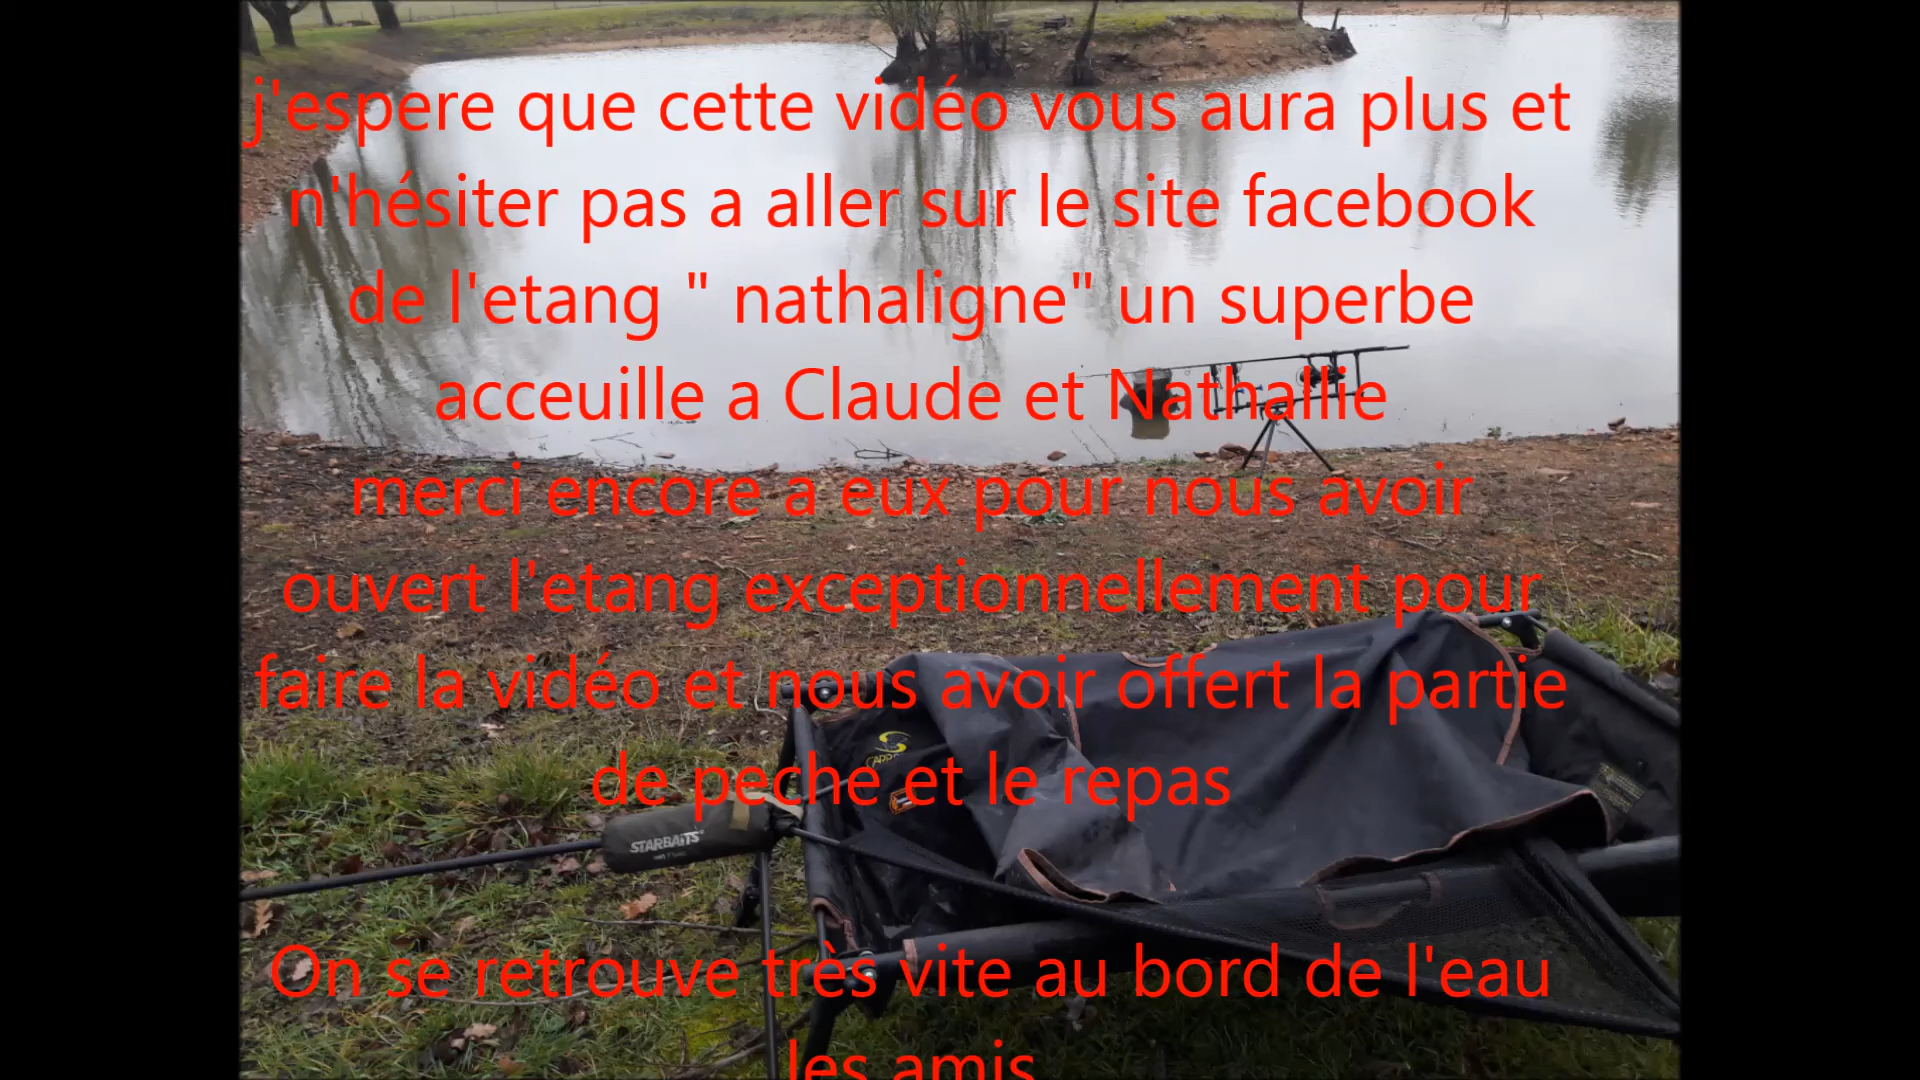 j'espere que cette vidéo vous aura plus et
n'hésiter pas a aller sur le site facebook
de l'etang " nathaligne" un superbe
acceuille a Claude et Nathallie
merci encore a eux pour nous avoir
ouvert l'etang exceptionnellement pour
faire la vidéo et nous avoir offert la partie
de peche et le repas
STARBAITS
On se retrouve très vite au bord de l'eau
les amis